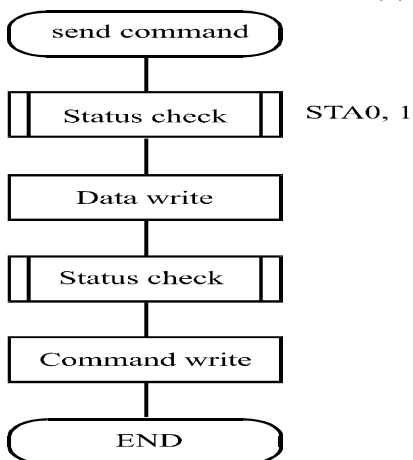 send command
Status check
STA0, 1
Data write
Status check
Command write
END